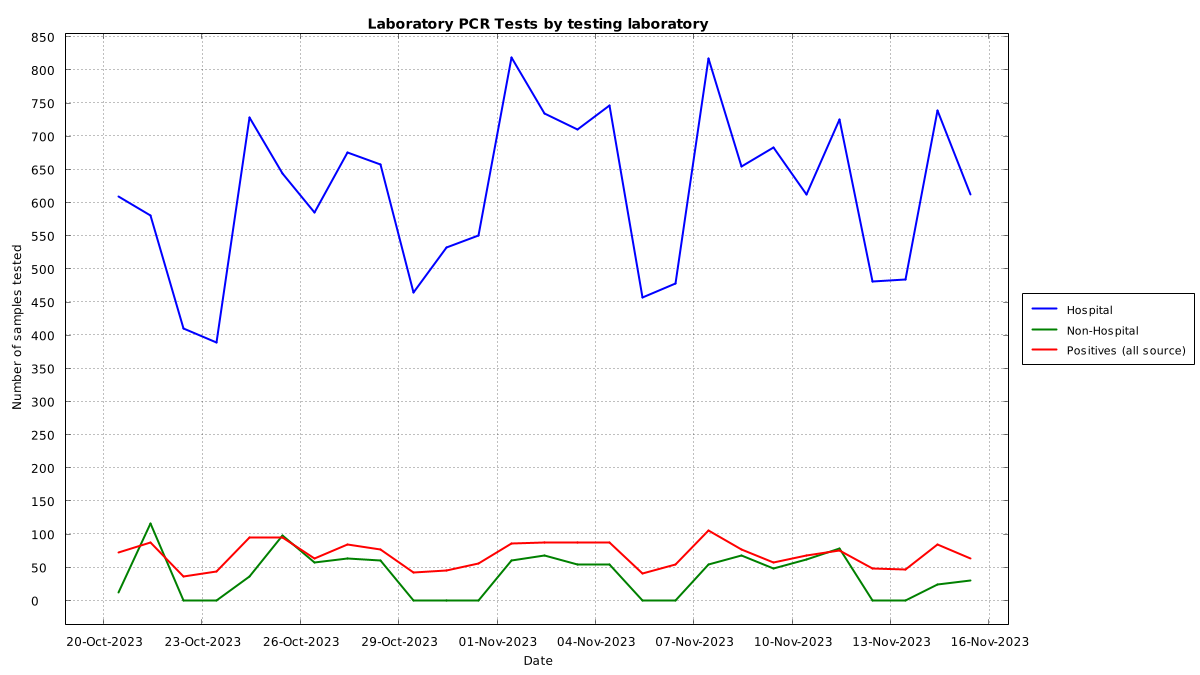 Laboratory PCR Tests by testing laboratory
850
800
750
700
650
600
550
500
450
400
350
300
250
200
150
100
50
0
Number of samples tested
20-Oct-2023 23-Oct-2023 26-Oct-2023 29-Oct-2023 01-Nov-2023 04-Nov-2023 07-Nov-2023 10-Nov-2023 13-Nov-2023 16-Nov-2023
Date
Hospital
Non-Hospital
Positives (all source)